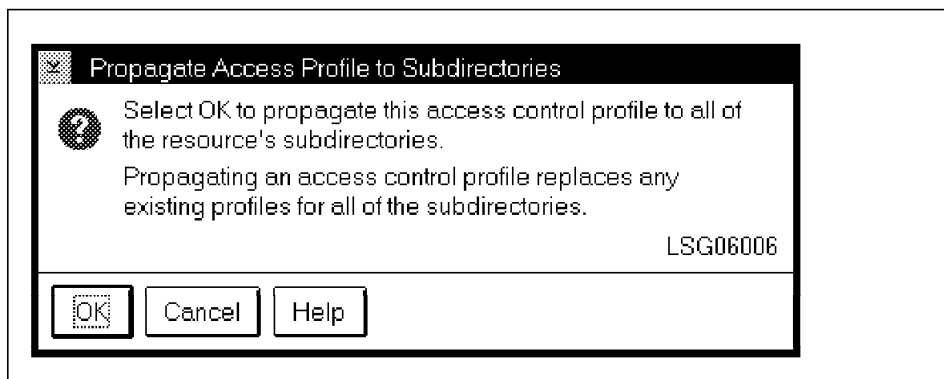 Propagate Access Profile to Subdirectories
Select OK to propagate this access control profile to all of
the resource's subdirectories.
Propagating an access control profile replaces any
existing profiles for all of the subdirectories.
LSG06006
OK Cancel Help